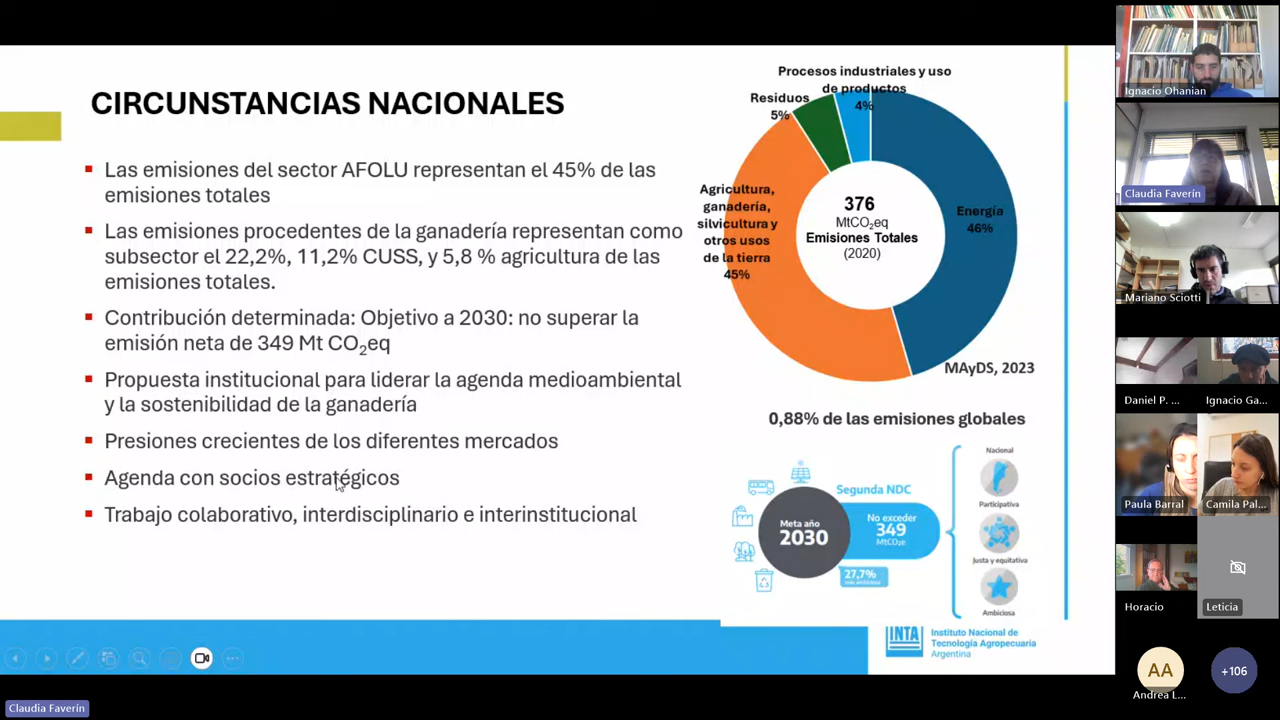 CIRCUNSTANCIAS NACIONALES
Las emisiones del sector AFOLU representan el 45% de las
emisiones totales
Las emisiones procedentes de la ganadería representan como
subsector el 22,2%, 11,2% CUSS, y 5,8 % agricultura de las
emisiones totales.
Contribución determinada: Objetivo a 2030: no superar la
emisión neta de 349 Mt CO₂eq
Propuesta institucional para liderar la agenda medioambiental
y la sostenibilidad de la ganadería
Presiones crecientes de los diferentes mercados
Agenda con socios estratégicos
Trabajo colaborativo, interdisciplinario e interinstitucional
Procesos industriales y uso
de productos
4%
Residuos
5%
Agricultura,
ganadería,
silvicultura y
otros usos
de la tierra
45%
376
MtCO₂eq
Emisiones Totales
(2020)
Energía
46%
MAyDS, 2023
0,88% de las emisiones globales
Meta año
2030
Segunda NDC
No exceder
349
MtCO₂e
27,7%
más ambiciosa
Nacional
Participativa
Justa y equitativa
Ambiciosa
INTA
Instituto Nacional de
Tecnología Agropecuaria
Argentina
Ignacio Ohanian
Claudia Faverín
Mariano Sciotti
Daniel P. ...
Ignacio Ga...
Paula Barral
Camila Pal...
Horacio
Leticia
AA
Andrea L...
+106
Claudia Faverín